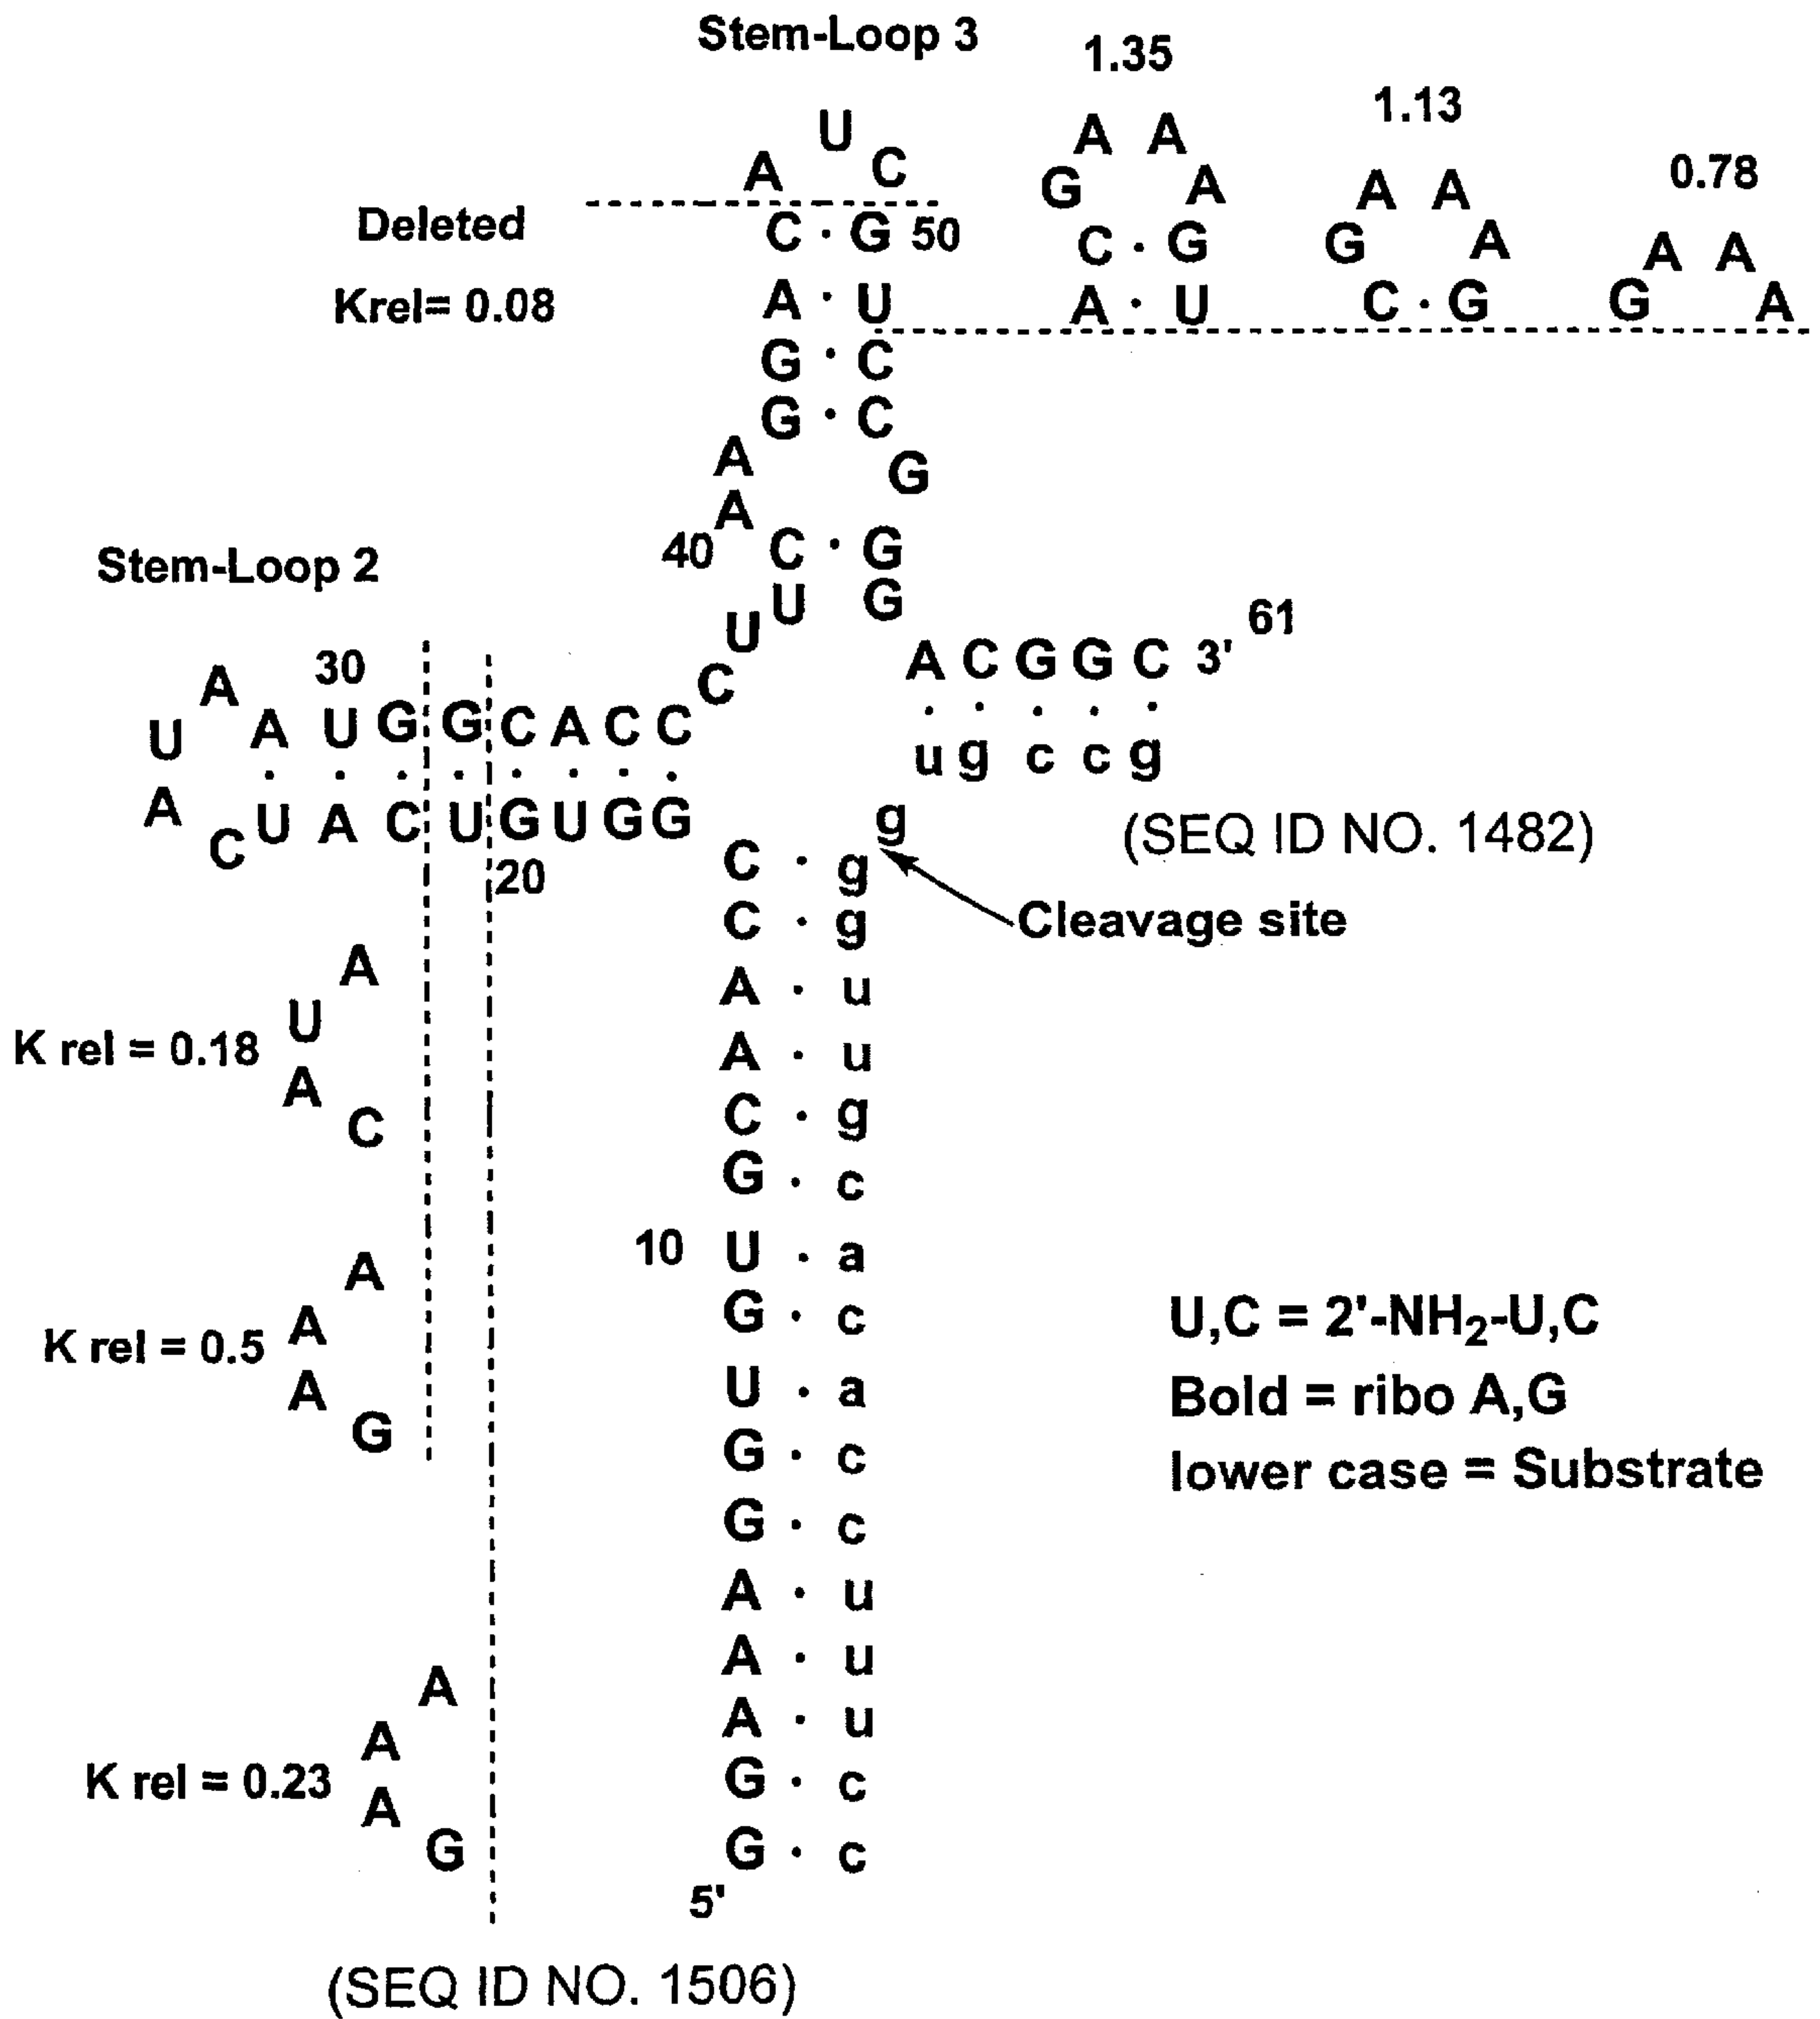 Stem-Loop 3
1.35
1.13
0.78
U
A C
A A
G A
A A
G A
A A
G A
Deleted
C · G 50
C · G
Krel= 0.08
A · U
A · U
C · G
G · C
G · C
A
G
A
40 C · G
Stem-Loop 2
U G
U
61
A C G G C 3'
C
30
A
U A U G G C A C C
· · · · · · · ·
A C U A C U G U G G
20
· · · · ·
u g c c g
g
(SEQ ID NO. 1482)
Cleavage site
C · g
C · g
A · u
A · u
C · g
G · c
10 U · a
G · c
U · a
G · c
G · c
A · u
A · u
A · u
G · c
G · c
5'
A
U
K rel = 0.18
A
C
A
K rel = 0.5 A
A
G
A
A
K rel = 0.23
A
G
U,C = 2'-NH2-U,C
Bold = ribo A,G
lower case = Substrate
(SEQ ID NO. 1506)